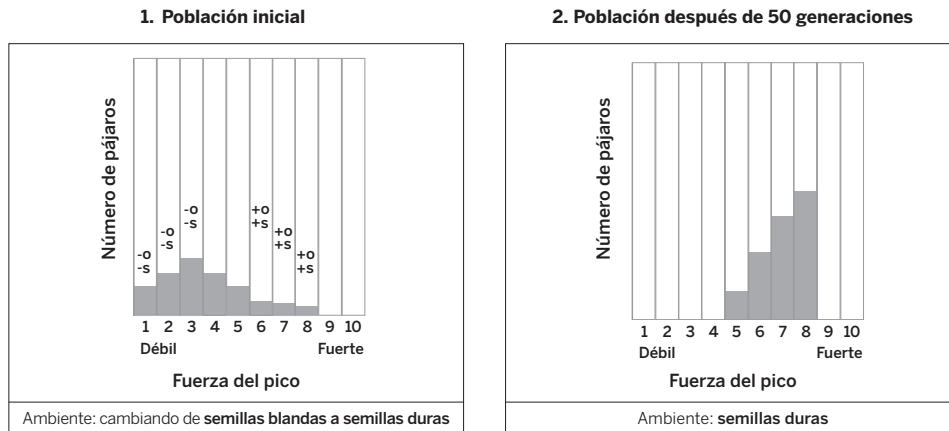 1. Población inicial
Número de pájaros
-o
-s
-o
-s
-o
-s
+o
+s
+o
+s
+o
+s
1 2 3 4 5 6 7 8 9 10
Débil Fuerte
Fuerza del pico
Ambiente: cambiando de semillas blandas a semillas duras
2. Población después de 50 generaciones
Número de pájaros
1 2 3 4 5 6 7 8 9 10
Débil Fuerte
Fuerza del pico
Ambiente: semillas duras